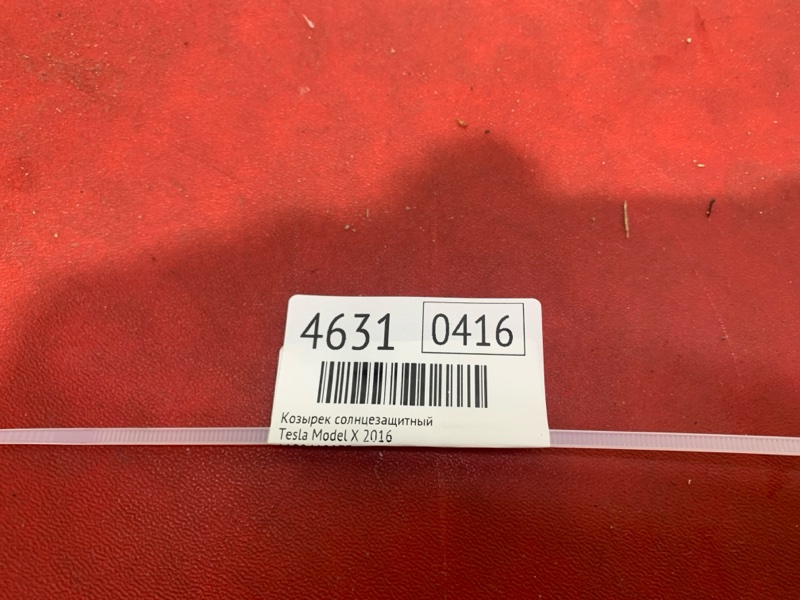 4631 0416
Козырек солнцезащитный
Tesla Model X 2016